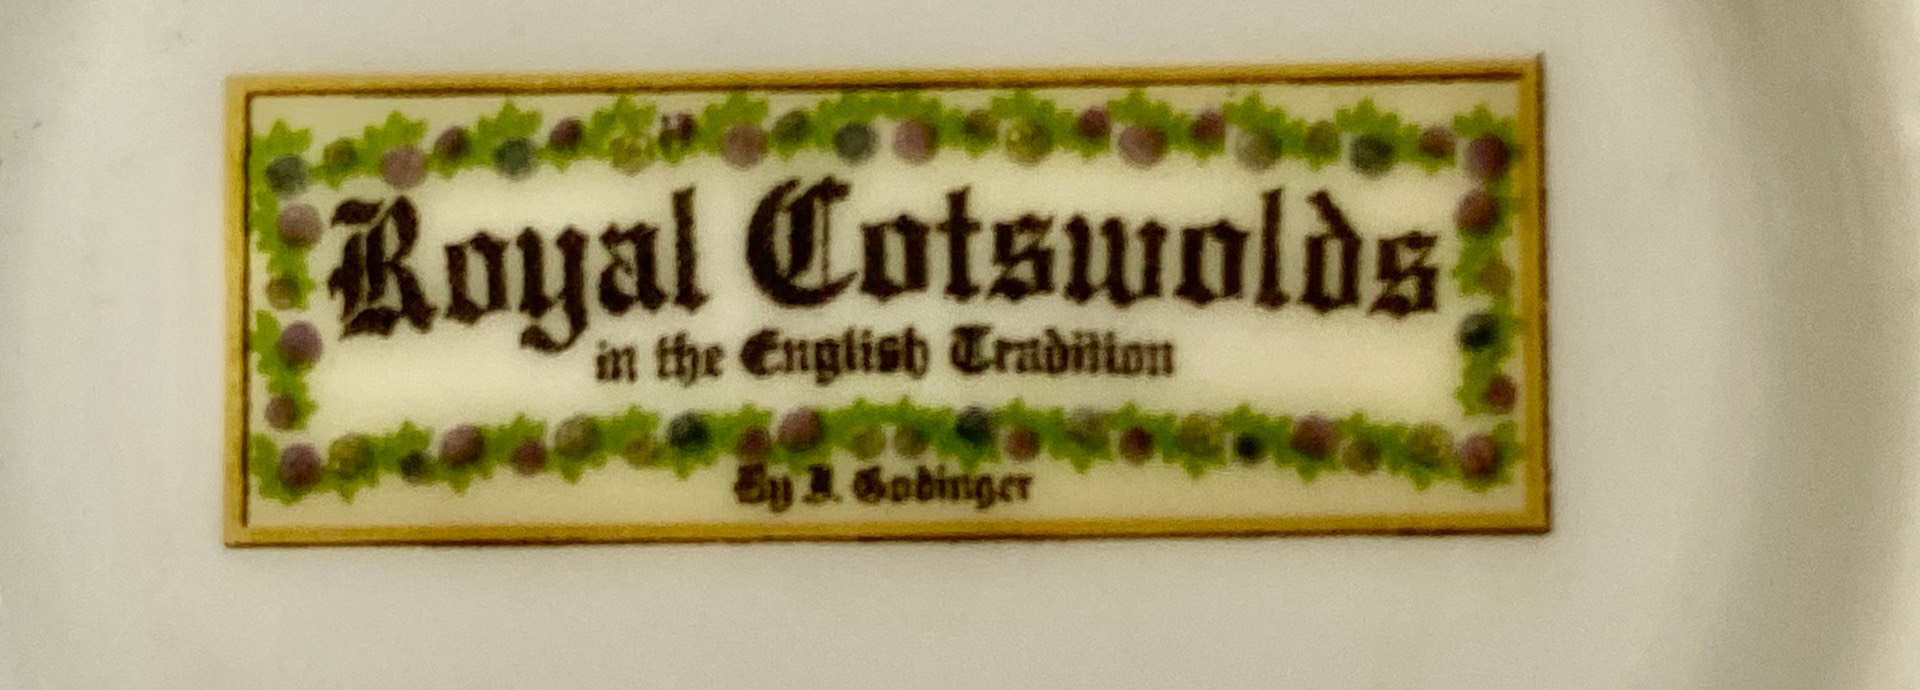 Royal Cotswolds
in the English Tradition
By J. Godinger